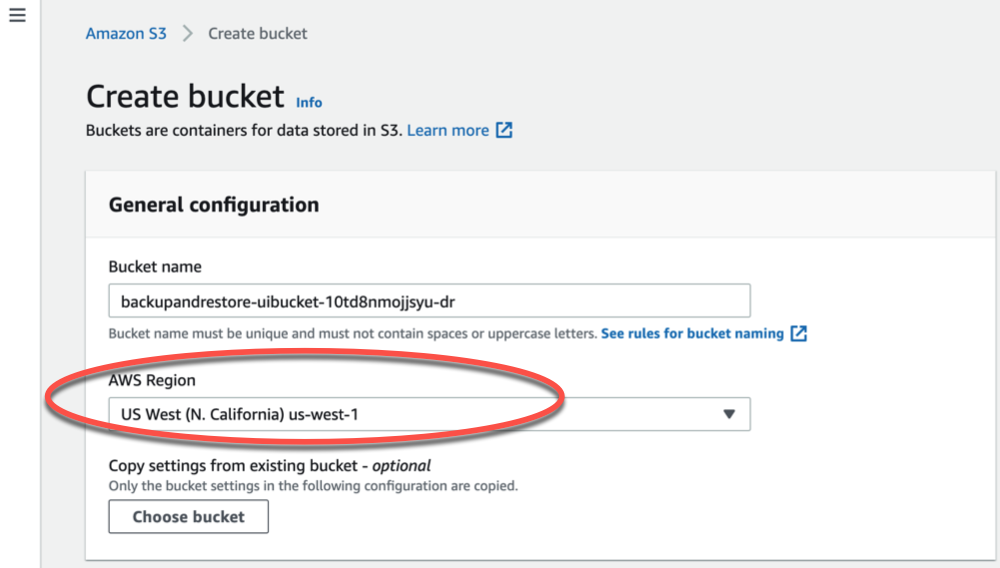 Amazon S3 > Create bucket
Create bucket Info
Buckets are containers for data stored in S3. Learn more
General configuration
Bucket name
backupandrestore-uibucket-10td8nmojjsyu-dr
Bucket name must be unique and must not contain spaces or uppercase letters. See rules for bucket naming
AWS Region
US West (N. California) us-west-1
Copy settings from existing bucket - optional
Only the bucket settings in the following configuration are copied.
Choose bucket